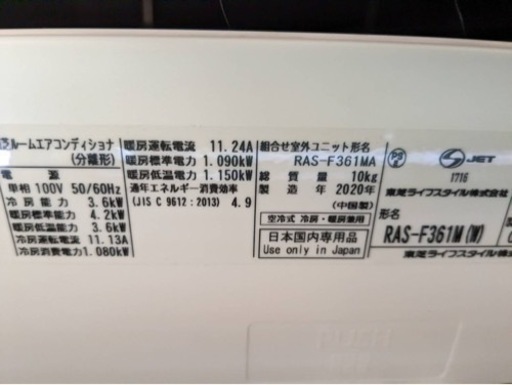 ルームエアコンディショナ
(分離形)
電 源
単相 100V 50/60Hz
冷房能力 3.6kW
暖房標準能力 4.2kW
暖房低温能力 3.6kW
冷房運転電流 11.13A
冷房消費電力 1.080kW
暖房運転電流 11.24A
暖房標準電力 1.090kW
暖房低温電力 1.150kW
通年エネルギー消費効率
(JIS C 9612:2013) 4.9
組合せ室外ユニット形名
RAS-F361MA
総質量 10kg
製造年 2020年
(中国製)
空冷式 冷房・暖房兼用
日本国内専用品
Use only in Japan
PS E
JET
1716
東芝ライフスタイル株式会社
形名
RAS-F361M(W)
東芝ライフスタイル株